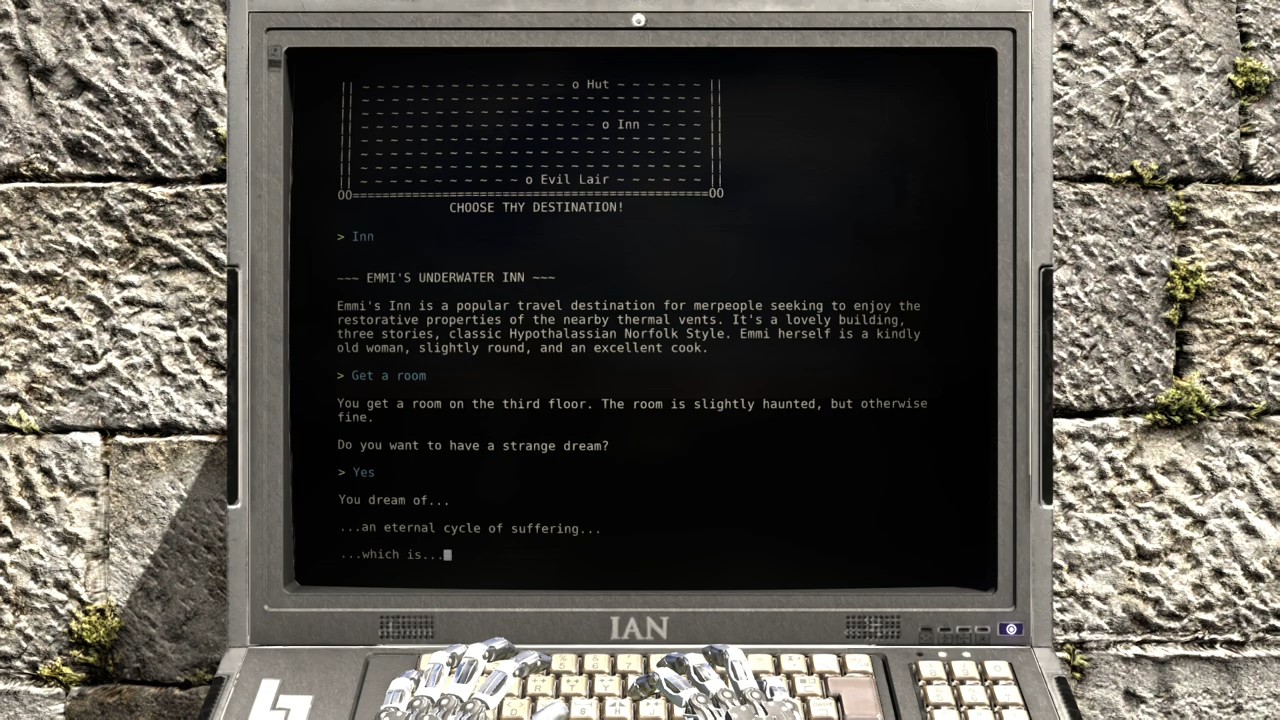 || ~ ~ ~ ~ ~ ~ ~ ~ ~ ~ ~ ~ ~ ~ o Hut ~ ~ ~ ~ ~ ~ ||
|| ~ ~ ~ ~ ~ ~ ~ ~ ~ ~ ~ ~ ~ ~ ~ ~ o Inn ~ ~ ~ ~ ||
|| ~ ~ ~ ~ ~ ~ ~ ~ ~ ~ ~ o Evil Lair ~ ~ ~ ~ ~ ~ ||
OO================================================OO
CHOOSE THY DESTINATION!
> Inn
~~~ EMMI'S UNDERWATER INN ~~~
Emmi's Inn is a popular travel destination for merpeople seeking to enjoy the
restorative properties of the nearby thermal vents. It's a lovely building,
three stories, classic Hypothalassian Norfolk Style. Emmi herself is a kindly
old woman, slightly round, and an excellent cook.
> Get a room
You get a room on the third floor. The room is slightly haunted, but otherwise
fine.
Do you want to have a strange dream?
> Yes
You dream of...
...an eternal cycle of suffering...
...which is...
IAN